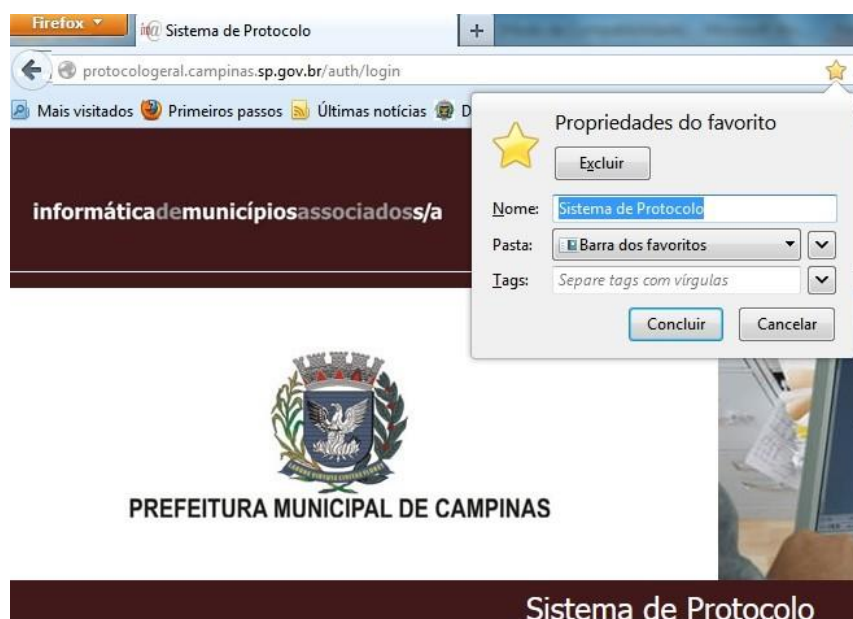 Firefox
in@ Sistema de Protocolo
+
protocologeral.campinas.sp.gov.br/auth/login
Mais visitados Primeiros passos Últimas notícias D
Propriedades do favorito
Excluir
Nome: Sistema de Protocolo
Pasta: Barra dos favoritos
Tags: Separe tags com vírgulas
Concluir Cancelar
informáticademunicípiosassociadoss/a
PREFEITURA MUNICIPAL DE CAMPINAS
Sistema de Protocolo